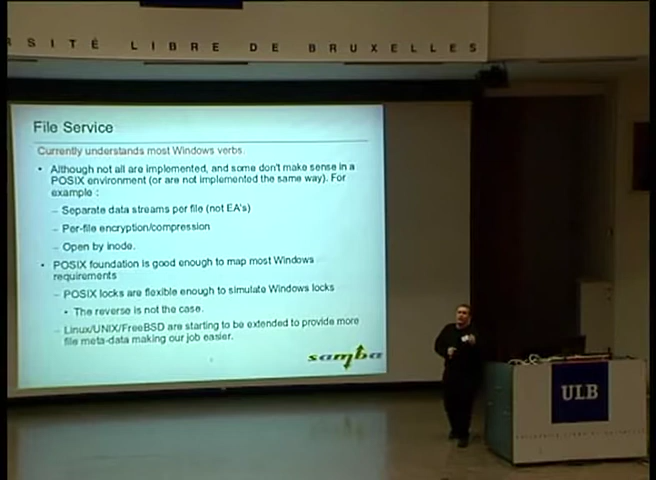 SITÉ LIBRE DE BRUXELLES
File Service
Currently understands most Windows verbs.
• Although not all are implemented, and some don't make sense in a
POSIX environment (or are not implemented the same way). For
example :
– Separate data streams per file (not EA's)
– Per-file encryption/compression
– Open by inode.
• POSIX foundation is good enough to map most Windows
requirements
– POSIX locks are flexible enough to simulate Windows locks
• The reverse is not the case.
– Linux/UNIX/FreeBSD are starting to be extended to provide more
file meta-data making our job easier.
samba
ULB